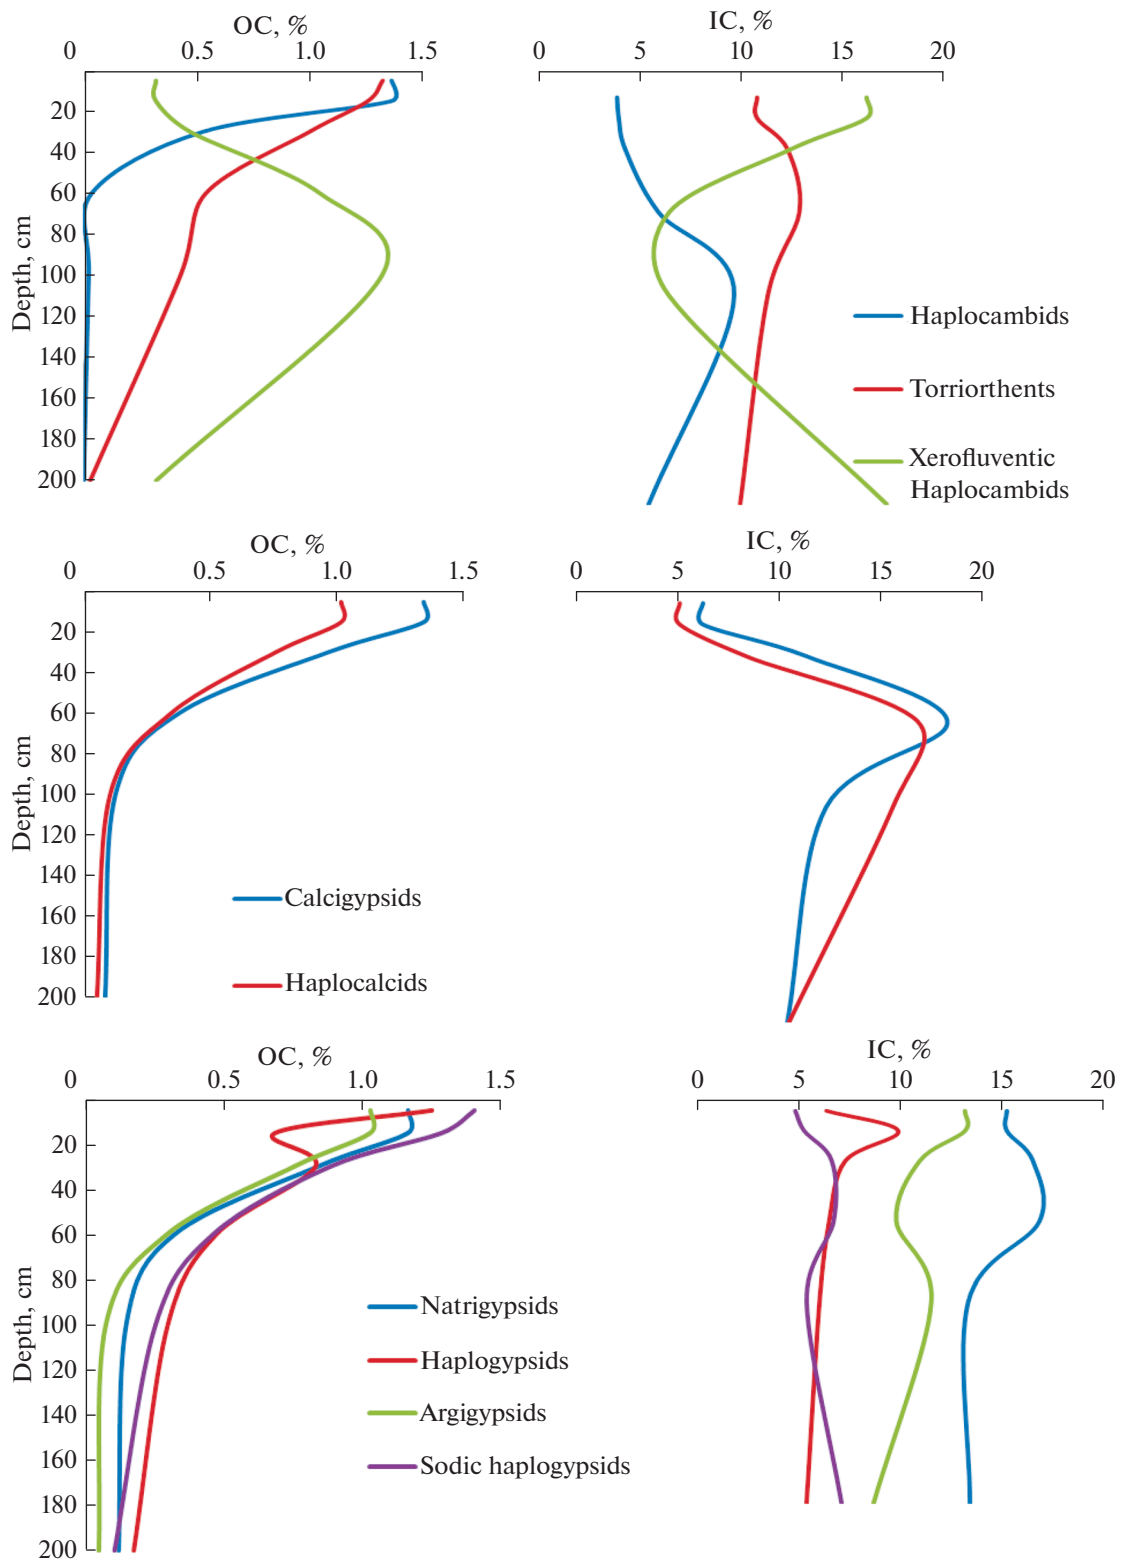 OC, %
0 0.5 1.0 1.5
20
40
60
80
100
120
140
160
180
200
Depth, cm
IC, %
0 5 10 15 20
Haplocambids
Torriorthents
Xerofluventic
Haplocambids
OC, %
0 0.5 1.0 1.5
20
40
60
80
100
120
140
160
180
200
Depth, cm
Calcigypsids
Haplocalcids
IC, %
0 5 10 15 20
OC, %
0 0.5 1.0 1.5
20
40
60
80
100
120
140
160
180
200
Depth, cm
Natrigypsids
Haplogypsids
Argigypsids
Sodic haplogypsids
IC, %
0 5 10 15 20